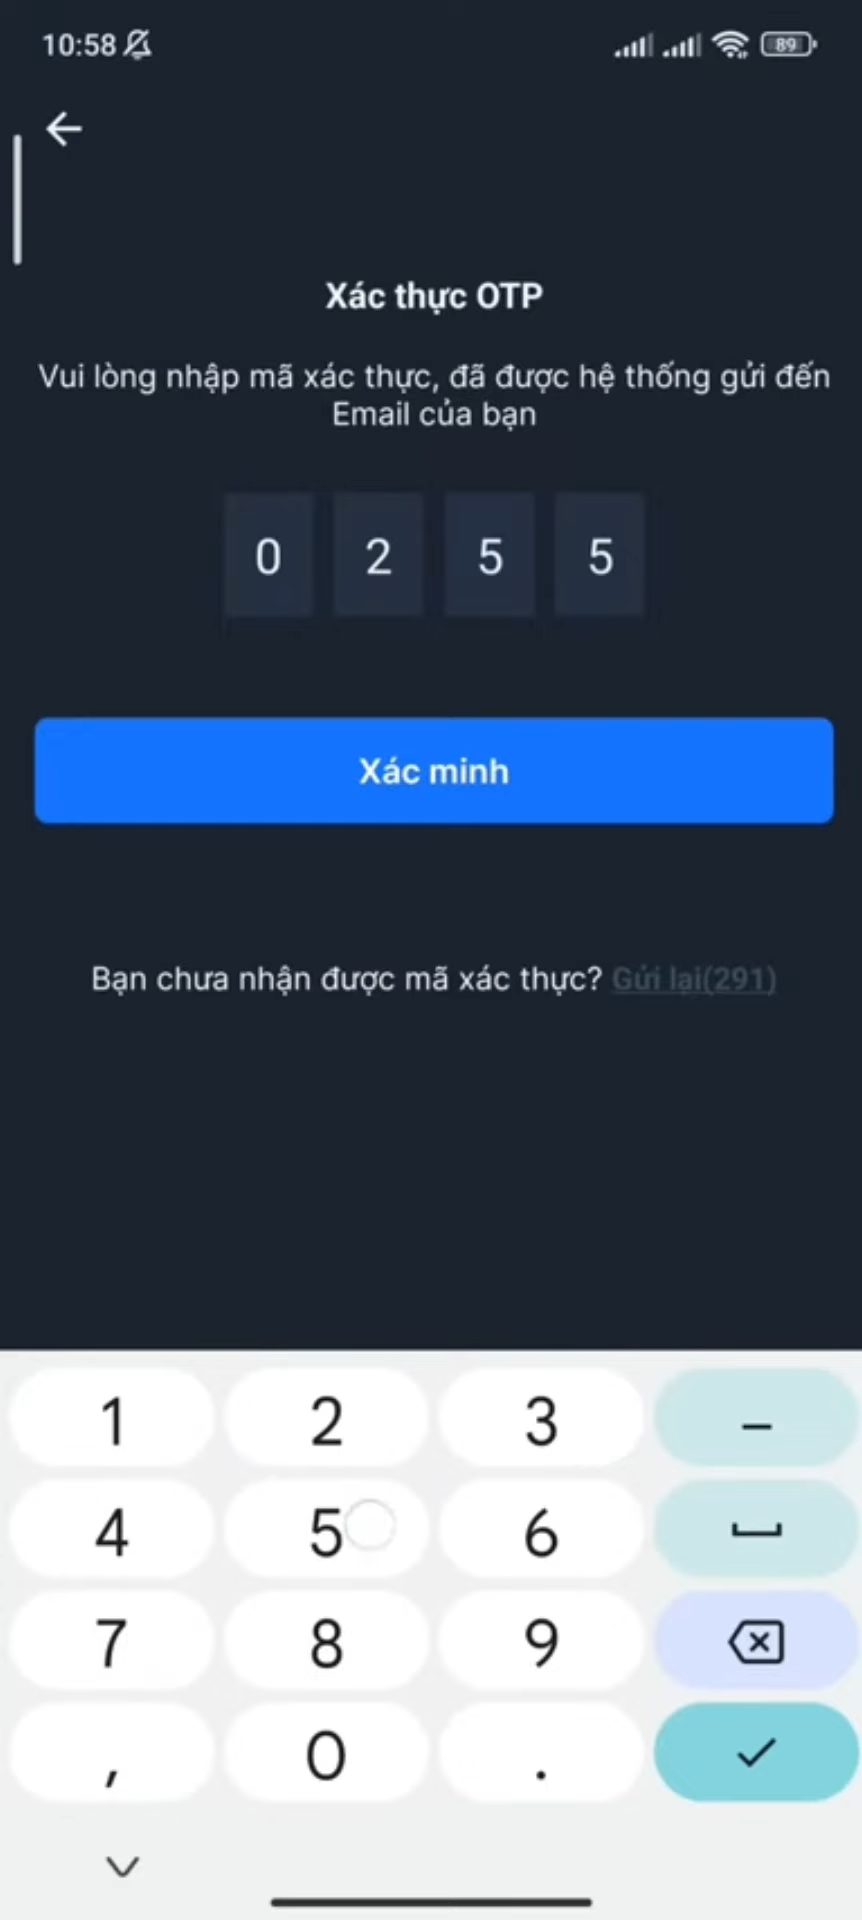 10:58
89
Xác thực OTP
Vui lòng nhập mã xác thực, đã được hệ thống gửi đến
Email của bạn
0 2 5 5
Xác minh
Bạn chưa nhận được mã xác thực? Gửi lại(291)
1 2 3 –
4 5 6
7 8 9
, 0 .